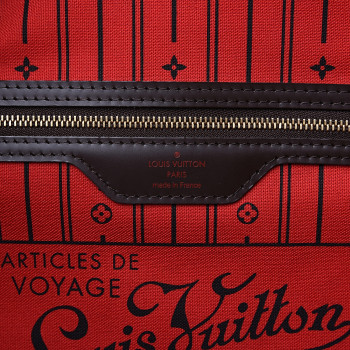 LOUIS VUITTON
PARIS
made in France
ARTICLES DE
VOYAGE
Louis Vuitton